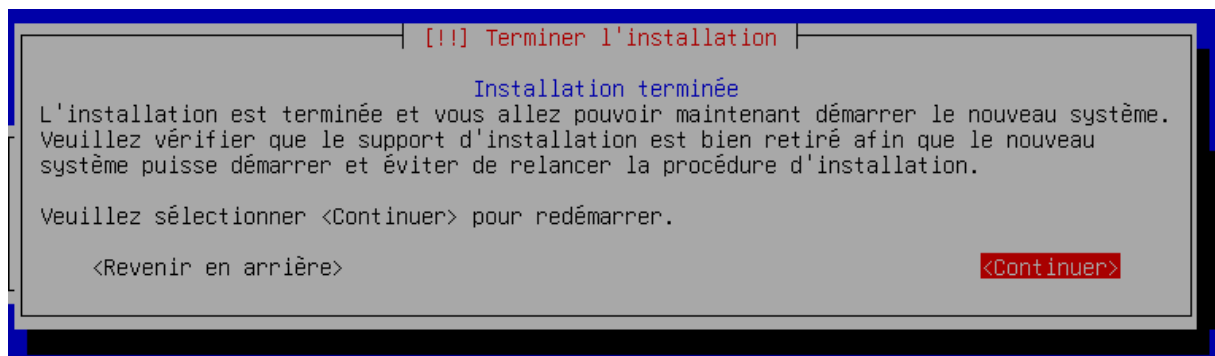 [!!] Terminer l'installation
Installation terminée
L'installation est terminée et vous allez pouvoir maintenant démarrer le nouveau système.
Veuillez vérifier que le support d'installation est bien retiré afin que le nouveau
système puisse démarrer et éviter de relancer la procédure d'installation.
Veuillez sélectionner <Continuer> pour redémarrer.
<Revenir en arrière> <Continuer>